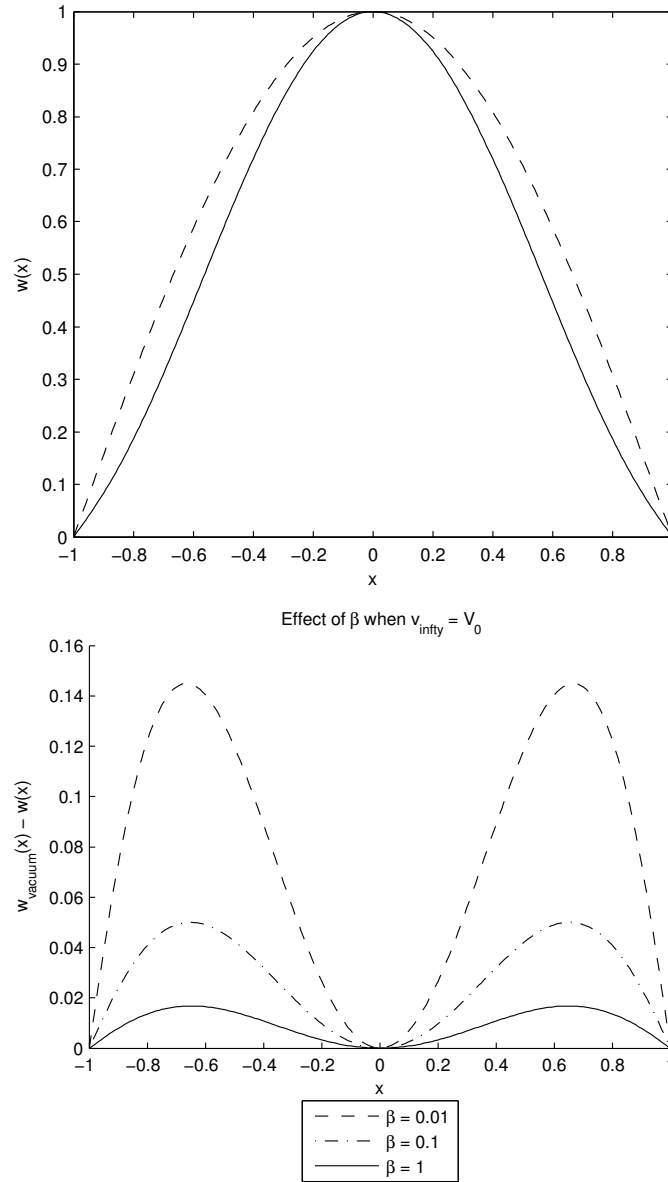 1
0.9
0.8
0.7
0.6
0.5
0.4
0.3
0.2
0.1
0
w(x)
−1 −0.8 −0.6 −0.4 −0.2 0 0.2 0.4 0.6 0.8
x
Effect of β when v_infty = V_0
0.16
0.14
0.12
0.1
0.08
0.06
0.04
0.02
0
w_vacuum(x) − w(x)
−1 −0.8 −0.6 −0.4 −0.2 0 0.2 0.4 0.6 0.8
x
β = 0.01
β = 0.1
β = 1